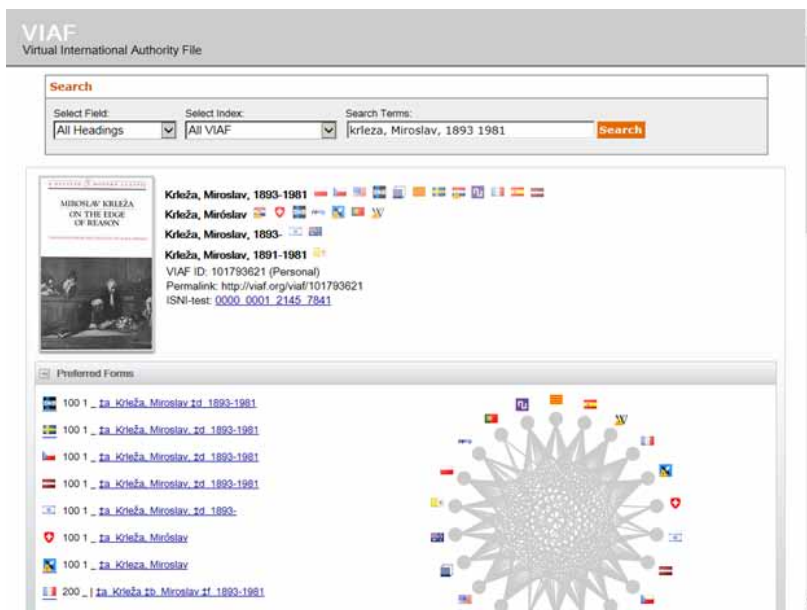 VIAF
Virtual International Authority File
Search
Select Field: Select Index: Search Terms:
All Headings All VIAF krleza, Miroslav, 1893 1981 Search
MIROSLAV KRLEŽA
ON THE EDGE
OF REASON
Krleža, Miroslav, 1893-1981
Krleža, Miróslav
Krleža, Miroslav, 1893-
Krleža, Miroslav, 1891-1981
VIAF ID: 101793621 (Personal)
Permalink: http://viaf.org/viaf/101793621
ISNI-test: 0000 0001 2145 7841
Preferred Forms
100 1 _ ‡a Krleža, Miroslav ‡d 1893-1981
100 1 _ ‡a Krleža, Miroslav, ‡d 1893-1981
100 1 _ ‡a Krleža, Miroslav, ‡d 1893-1981
100 1 _ ‡a Krleža, Miroslav, ‡d 1893-1981
100 1 _ ‡a Krleža, Miroslav, ‡d 1893-
100 1 _ ‡a Krleža, Miróslav
100 1 _ ‡a Krleza, Miroslav
200 _ | ‡a Krleža ‡b Miroslav ‡f 1893-1981